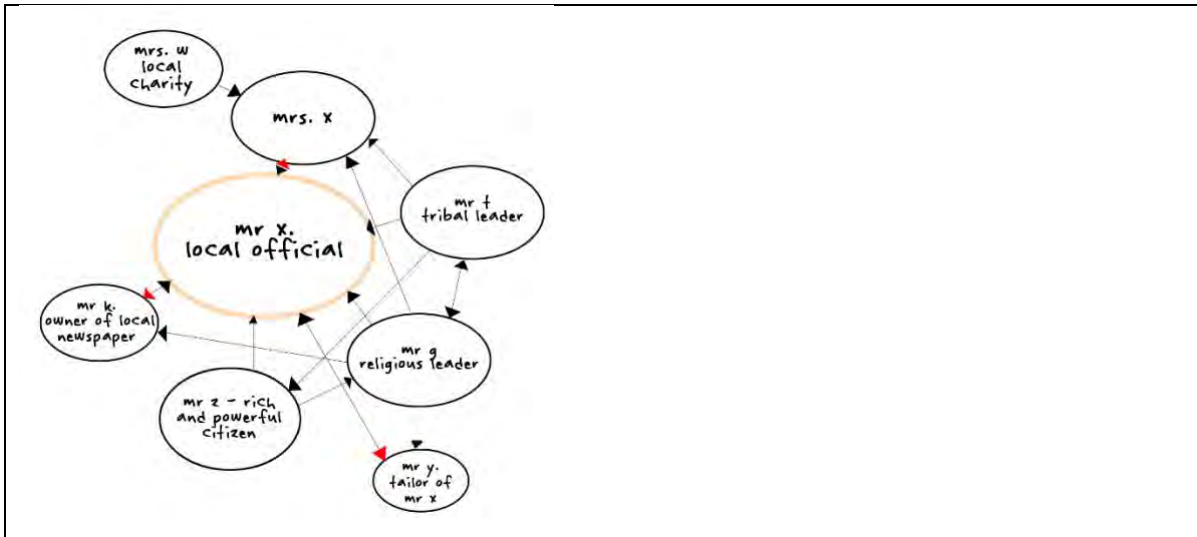 mrs. w
local
charity
mrs. x
mr t
tribal leader
mr x.
local official
mr k.
owner of local
newspaper
mr g
religious leader
mr z - rich
and powerful
citizen
mr y.
tailor of
mr x